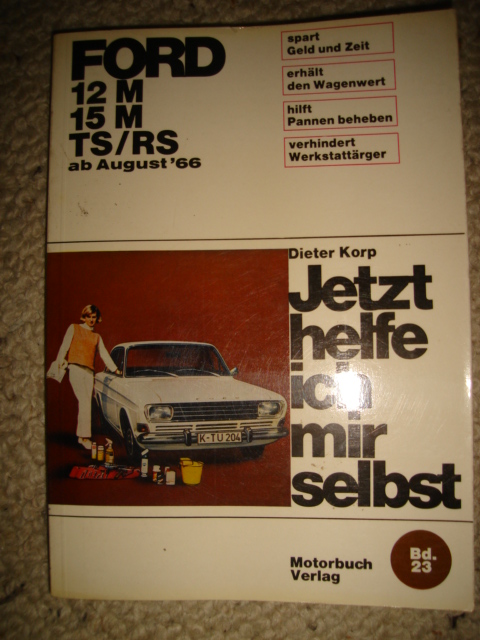 FORD
12 M
15 M
TS/RS
ab August '66
spart
Geld und Zeit
erhält
den Wagenwert
hilft
Pannen beheben
verhindert
Werkstattärger
Dieter Korp
Jetzt
helfe
ich
mir
selbst
K-TU 204
Motorbuch
Verlag
Bd.
23